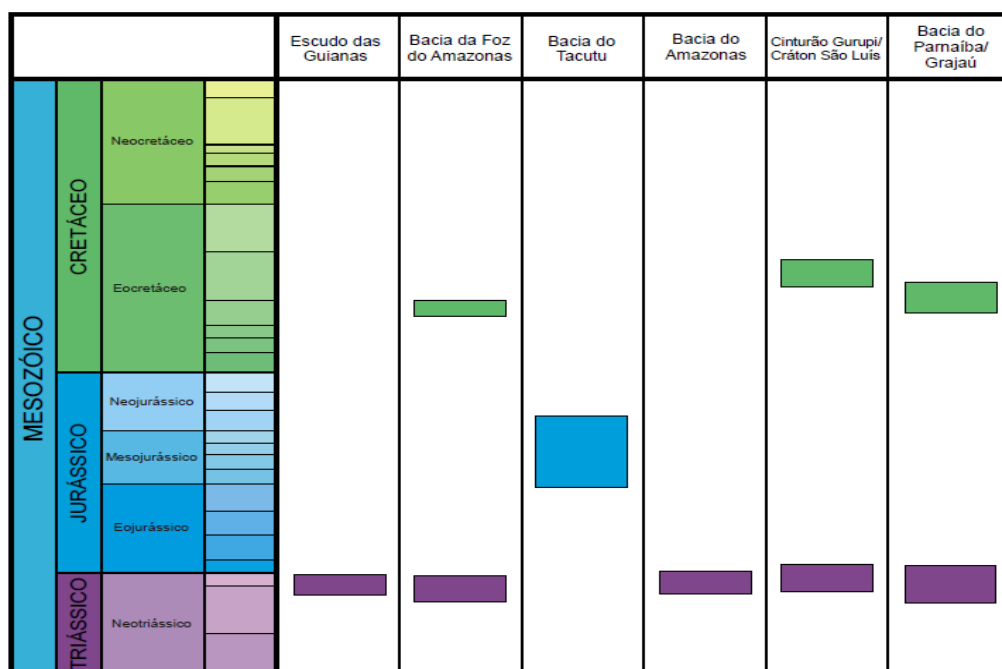 Escudo das
Guianas
Bacia da Foz
do Amazonas
Bacia do
Tacutu
Bacia do
Amazonas
Cinturão Gurupi/
Cráton São Luís
Bacia do
Parnaíba/
Grajaú
MESOZÓICO
CRETÁCEO
Neocretáceo
Eocretáceo
JURÁSSICO
Neojurássico
Mesojurássico
Eojurássico
TRIÁSSICO
Neotriássico